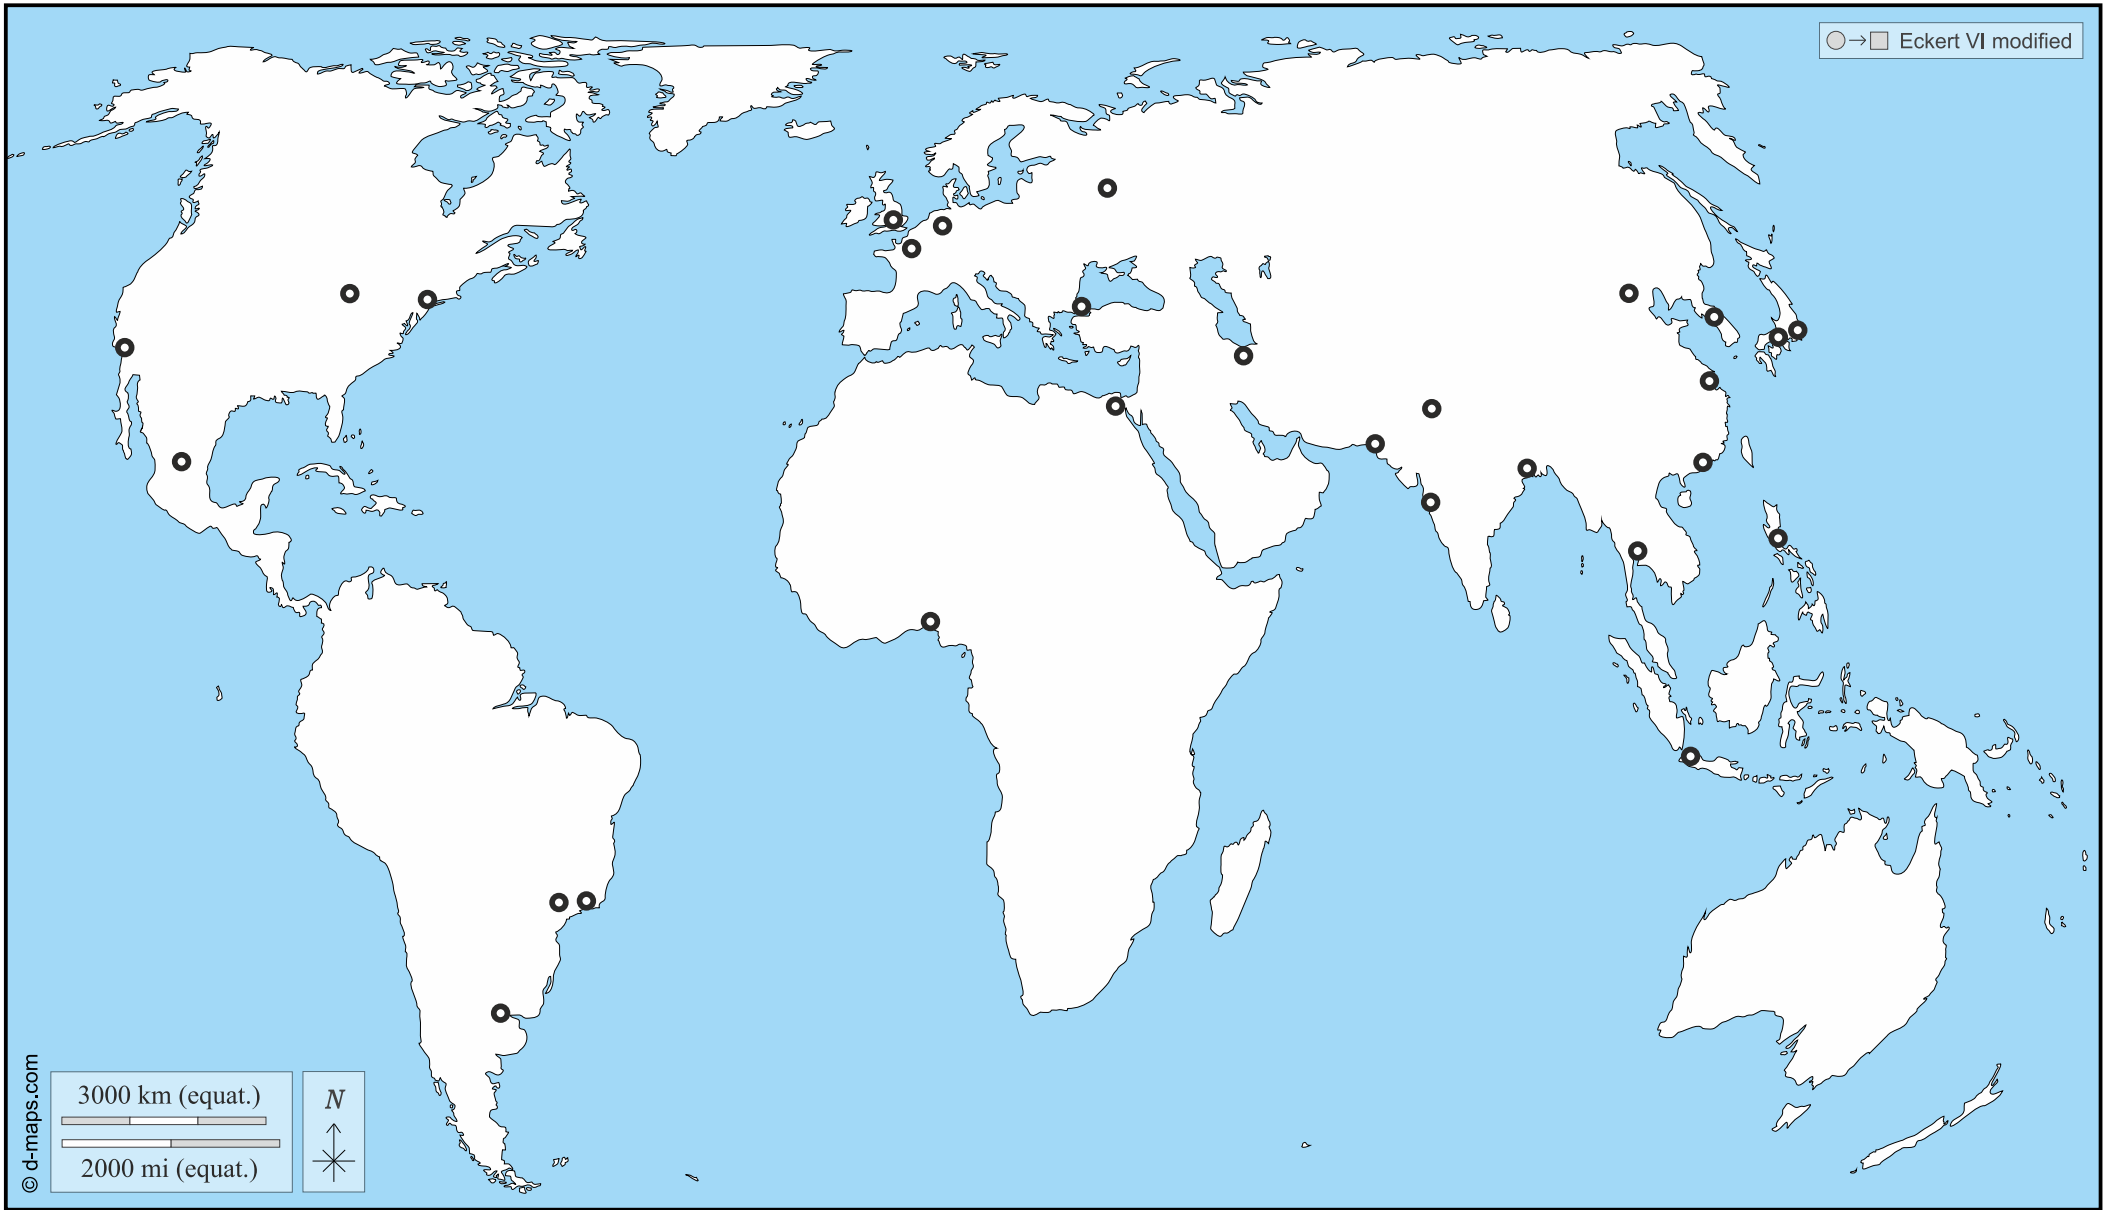 Eckert VI modified
3000 km (equat.)
2000 mi (equat.)
N
© d-maps.com